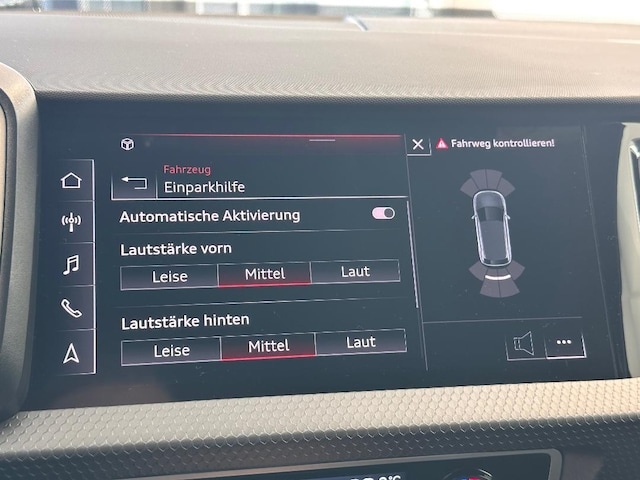 Fahrzeug
Einparkhilfe
Fahrweg kontrollieren!
Automatische Aktivierung
Lautstärke vorn
Leise Mittel Laut
Lautstärke hinten
Leise Mittel Laut
°C